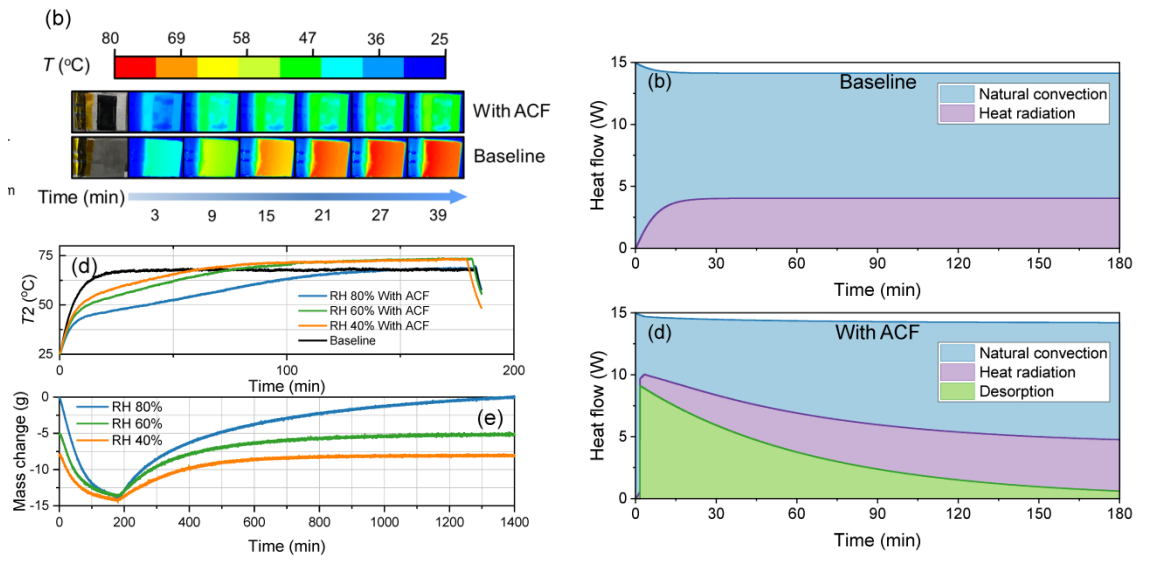 (b)
80 69 58 47 36 25
T (°C)
With ACF
Baseline
m
Time (min)
3 9 15 21 27 39
(d)
75
50
25
T2 (°C)
RH 80% With ACF
RH 60% With ACF
RH 40% With ACF
Baseline
0 100 200
Time (min)
(e)
0
-5
-10
-15
Mass change (g)
RH 80%
RH 60%
RH 40%
0 200 400 600 800 1000 1200 1400
Time (min)
(b)
Baseline
15
10
5
0
Heat flow (W)
Natural convection
Heat radiation
0 30 60 90 120 150 180
Time (min)
(d)
With ACF
15
10
5
0
Heat flow (W)
Natural convection
Heat radiation
Desorption
0 30 60 90 120 150 180
Time (min)